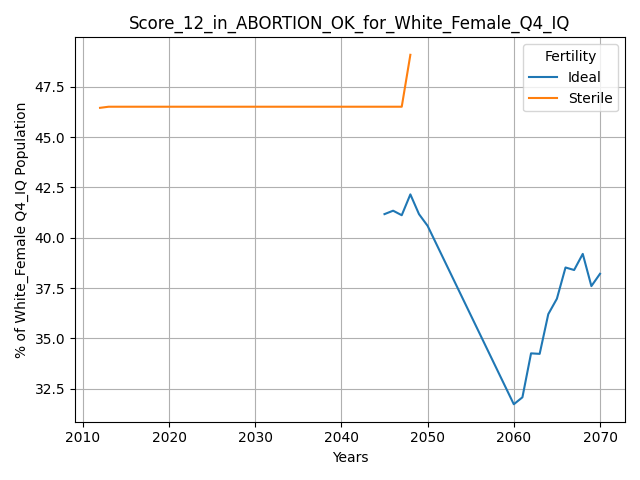 Score_12_in_ABORTION_OK_for_White_Female_Q4_IQ
Fertility
Ideal
Sterile
% of White_Female Q4_IQ Population
47.5
45.0
42.5
40.0
37.5
35.0
32.5
2010 2020 2030 2040 2050 2060 2070
Years